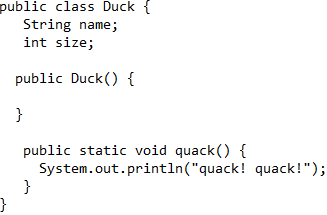 public class Duck {
String name;
int size;
public Duck() {
}
public static void quack() {
System.out.println("quack! quack!");
}
}